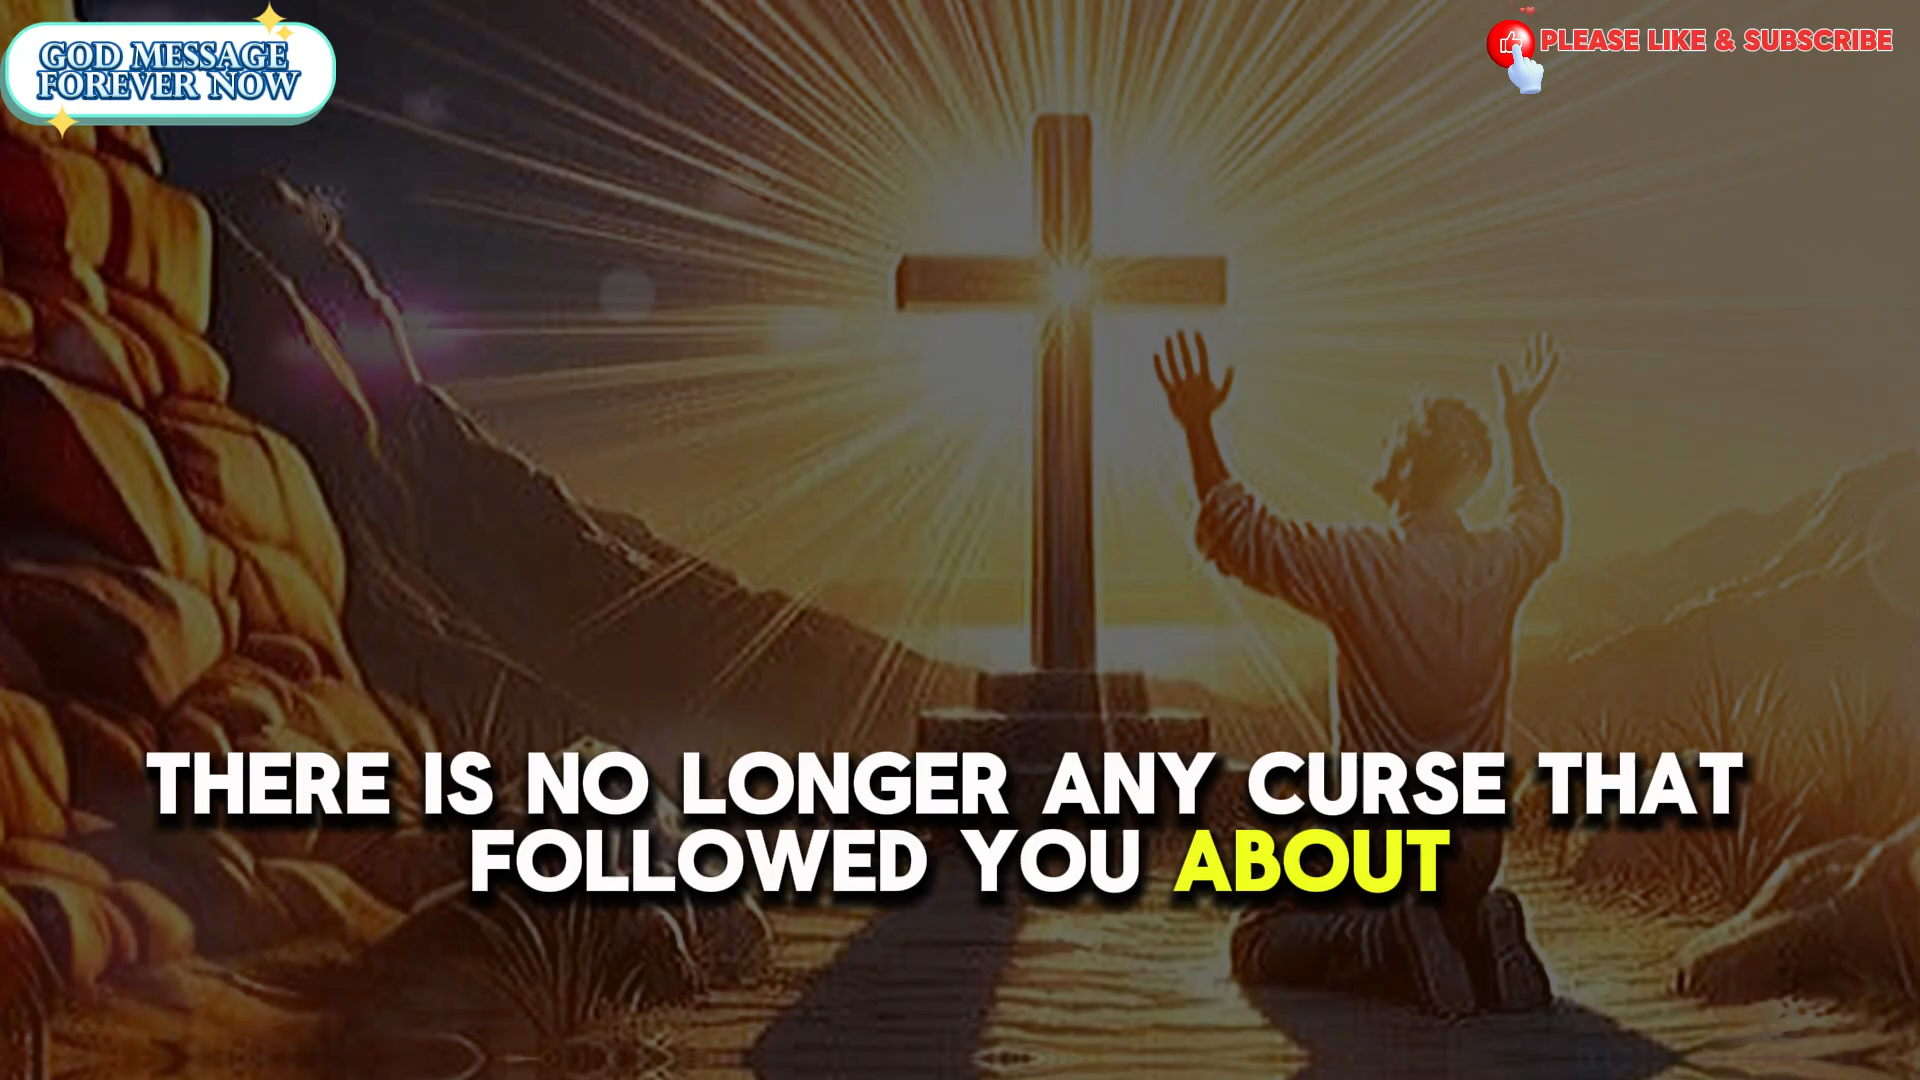 GOD MESSAGE
FOREVER NOW
PLEASE LIKE & SUBSCRIBE
THERE IS NO LONGER ANY CURSE THAT
FOLLOWED YOU ABOUT